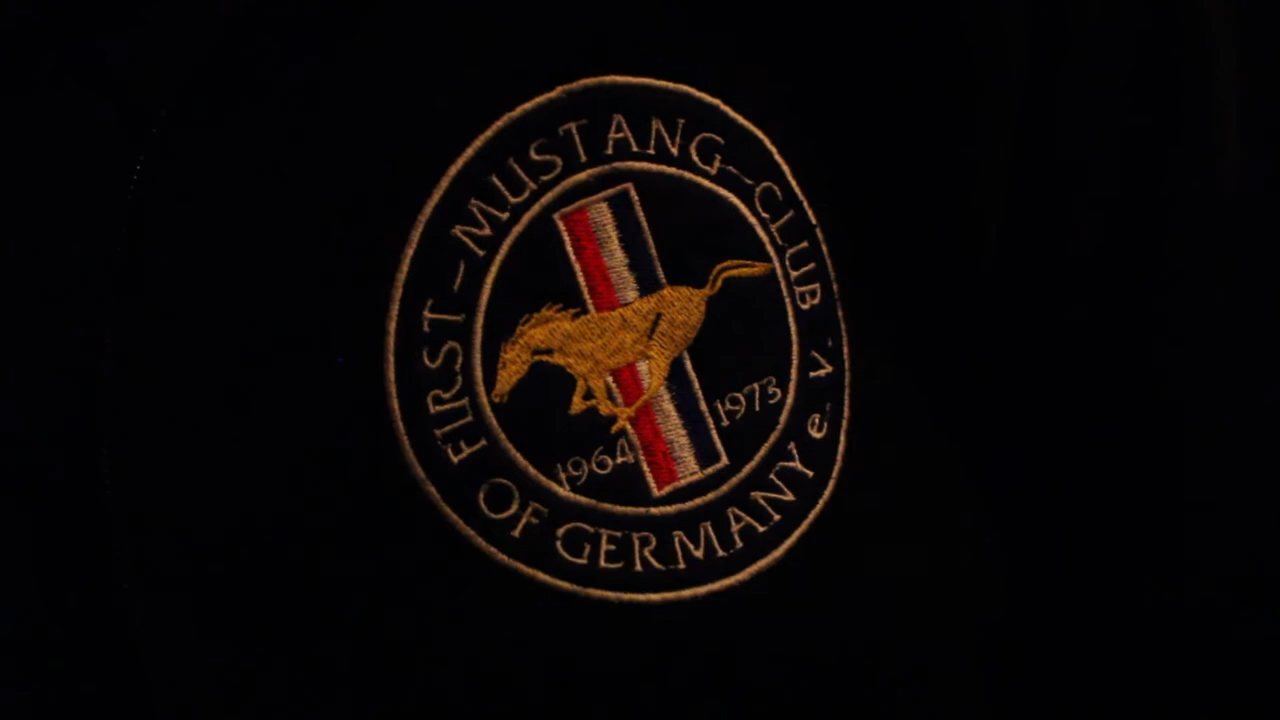 FIRST-MUSTANG-CLUB
OF GERMANY e. V.
1964
1973